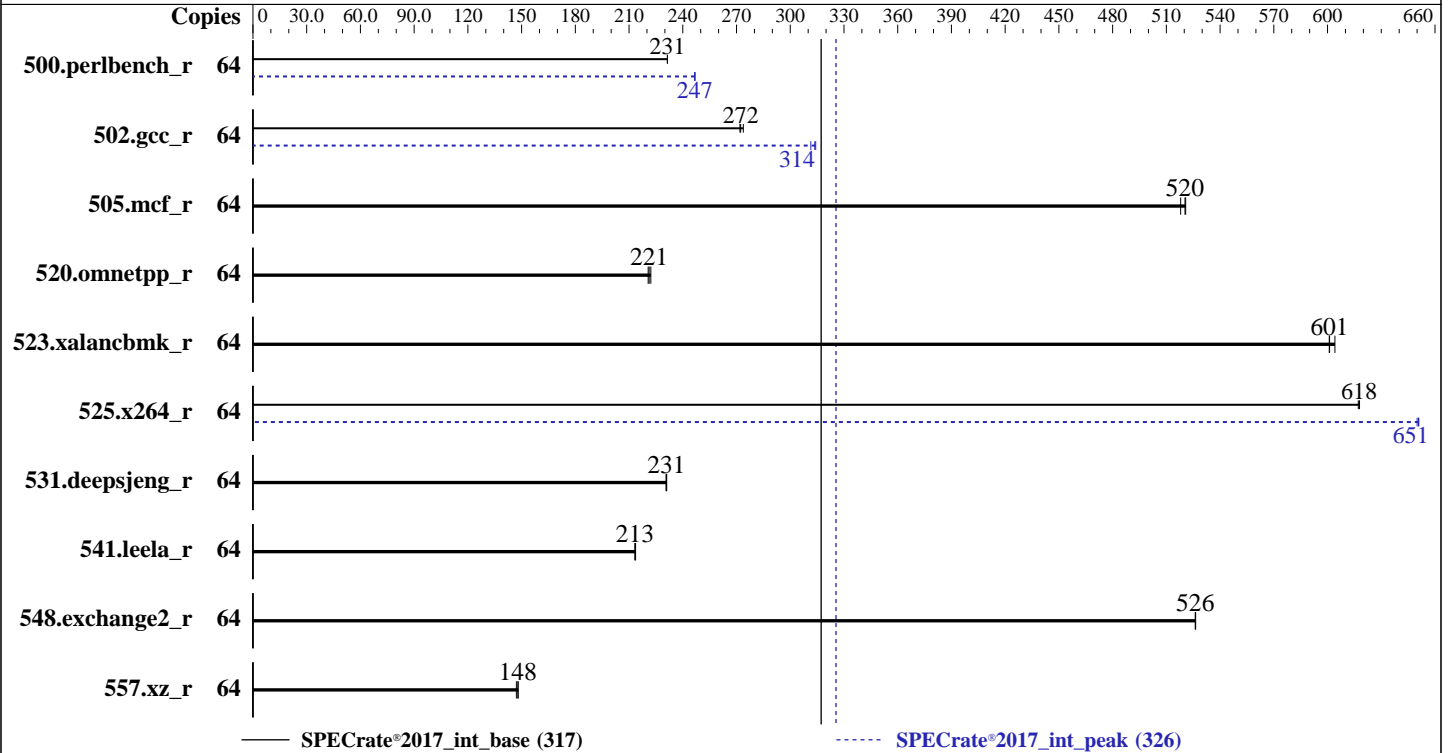 Copies 0 30.0 60.0 90.0 120 150 180 210 240 270 300 330 360 390 420 450 480 510 540 570 600 660
500.perlbench_r 64 231
247
502.gcc_r 64 272
314
505.mcf_r 64 520
520.omnetpp_r 64 221
523.xalancbmk_r 64 601
525.x264_r 64 618
651
531.deepsjeng_r 64 231
541.leela_r 64 213
548.exchange2_r 64 526
557.xz_r 64 148
SPECrate®2017_int_base (317) SPECrate®2017_int_peak (326)